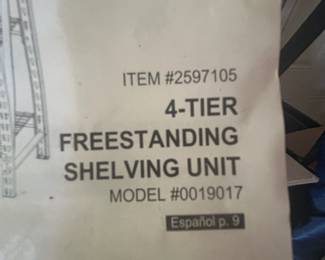 ITEM #2597105
4-TIER
FREESTANDING
SHELVING UNIT
MODEL #0019017
Español p. 9